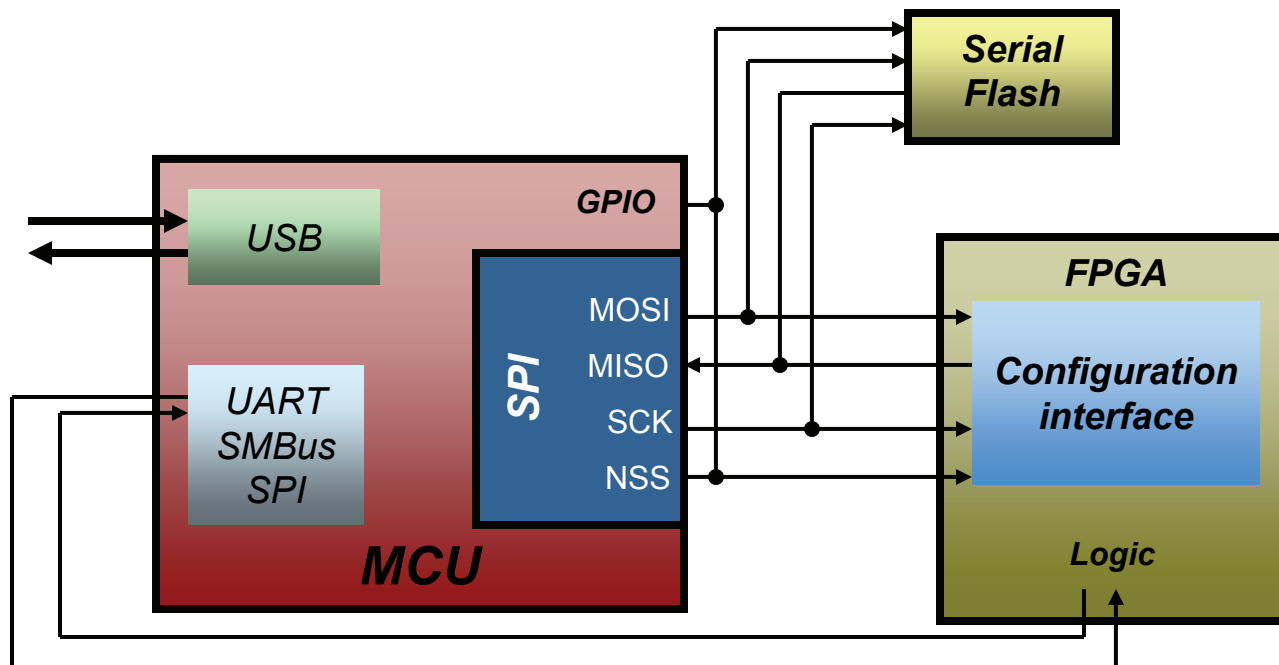 Serial
Flash
GPIO
USB
FPGA
MOSI
MISO
SCK
NSS
SPI
Configuration
interface
UART
SMBus
SPI
MCU
Logic